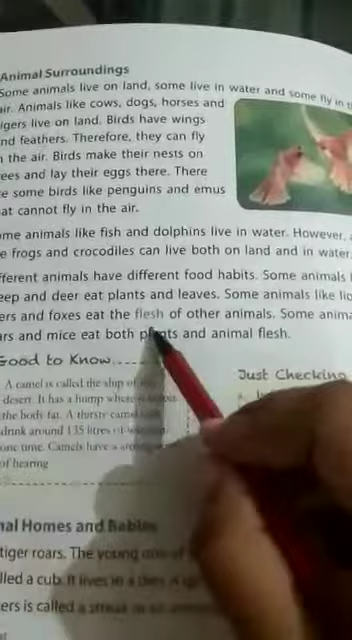 Animal Surroundings
Some animals live on land, some live in water and some fly in
air. Animals like cows, dogs, horses and
igers live on land. Birds have wings
nd feathers. Therefore, they can fly
n the air. Birds make their nests on
ees and lay their eggs there. There
e some birds like penguins and emus
at cannot fly in the air.
ome animals like fish and dolphins live in water. However,
e frogs and crocodiles can live both on land and in water.
fferent animals have different food habits. Some animals
eep and deer eat plants and leaves. Some animals like
ers and foxes eat the flesh of other animals. Some
ars and mice eat both plants and animal flesh.
Good to Know....
Just Checking
A camel is called the ship of
desert. It has a hump where
the body fat. A thirsty camel
drink around 135 litres of
one time. Camels have a
of hearing
nal Homes and Babies
tiger roars. The young one of
lled a cub. It lives in a den
ers is called a streak